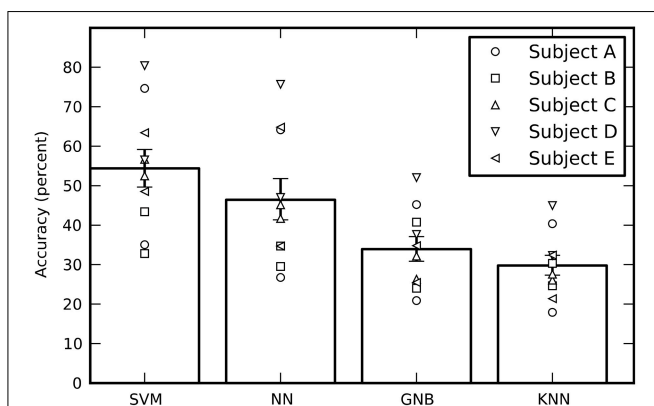 Accuracy (percent)
80
70
60
50
40
30
20
10
0
Subject A
Subject B
Subject C
Subject D
Subject E
SVM NN GNB KNN